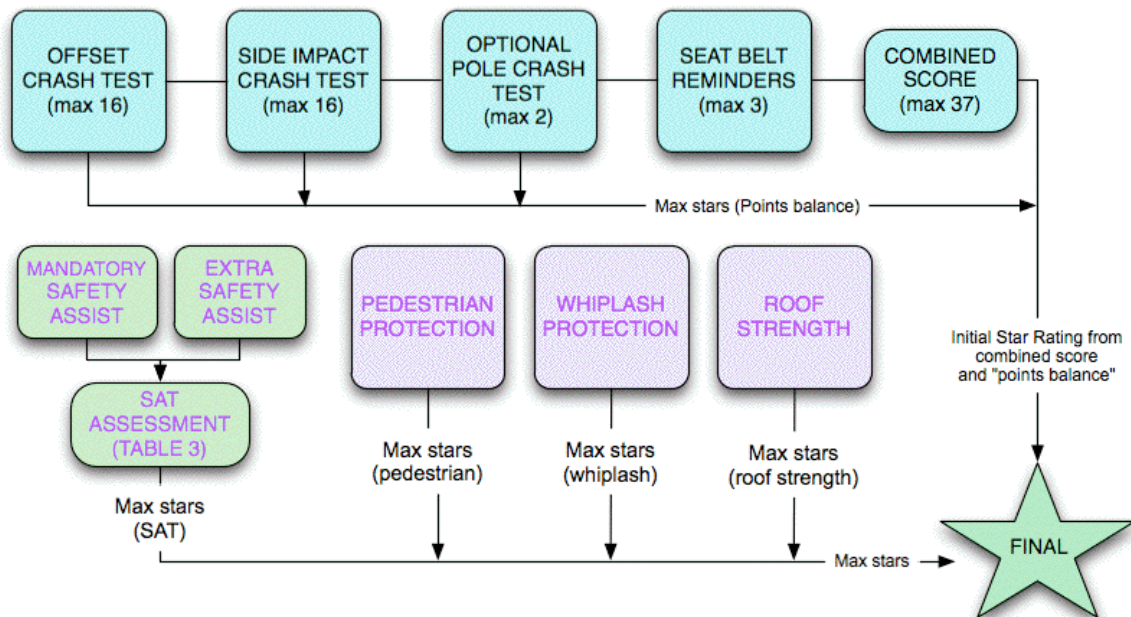 OFFSET
CRASH TEST
(max 16)
SIDE IMPACT
CRASH TEST
(max 16)
OPTIONAL
POLE CRASH
TEST
(max 2)
SEAT BELT
REMINDERS
(max 3)
COMBINED
SCORE
(max 37)
Max stars (Points balance)
MANDATORY
SAFETY
ASSIST
EXTRA
SAFETY
ASSIST
PEDESTRIAN
PROTECTION
WHIPLASH
PROTECTION
ROOF
STRENGTH
Initial Star Rating from
combined score
and "points balance"
SAT
ASSESSMENT
(TABLE 3)
Max stars
(pedestrian)
Max stars
(whiplash)
Max stars
(roof strength)
Max stars
(SAT)
Max stars
FINAL